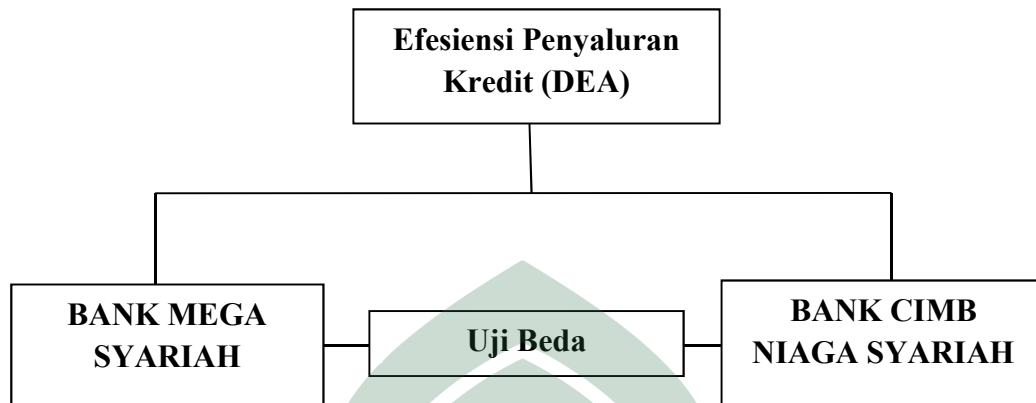 Efesiensi Penyaluran
Kredit (DEA)
BANK MEGA
SYARIAH
Uji Beda
BANK CIMB
NIAGA SYARIAH